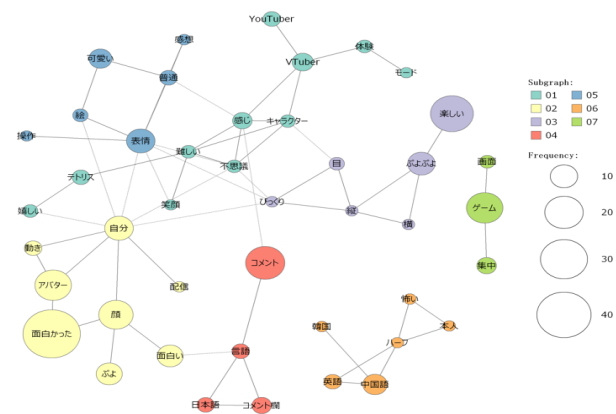 YouTuber
感想
可愛い
普通
VTuber
体験
モード
絵
操作
表情
感じ
キャラクター
楽しい
難しい
不思議
目
ぷよぷよ
画面
テトリス
嬉しい
笑顔
びっくり
縦
横
ゲーム
集中
自分
動き
アバター
配信
コメント
面白かった
顔
面白い
言語
ぷよ
日本語
コメント欄
怖い
韓国
本人
ハーフ
英語
中国語
Subgraph:
01 05
02 06
03 07
04
Frequency:
10
20
30
40